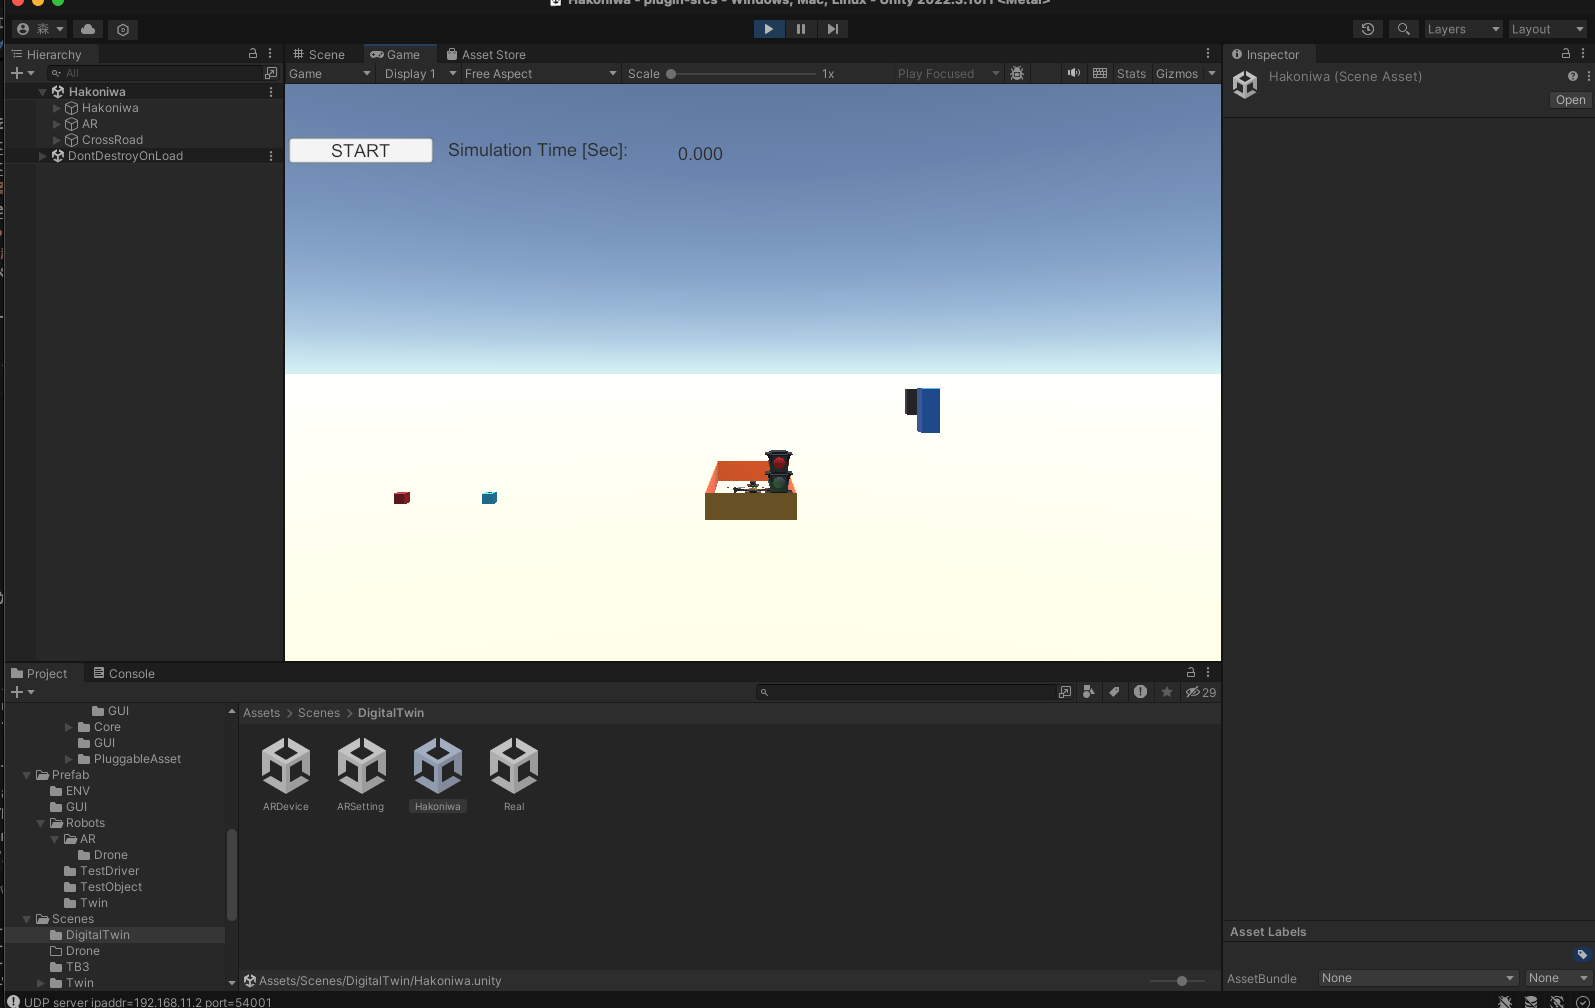 Hakoniwa - plugin-srcs - Windows, Mac, Linux - Unity 2022.3.10f1 <Metal>
森
Layers
Layout
Hierarchy
All
Hakoniwa
Hakoniwa
AR
CrossRoad
DontDestroyOnLoad
Scene
Game
Asset Store
Game
Display 1
Free Aspect
Scale
1x
Play Focused
Stats
Gizmos
START
Simulation Time [Sec]:
0.000
Inspector
Hakoniwa (Scene Asset)
Open
Project
Console
29
GUI
Core
GUI
PluggableAsset
Prefab
ENV
GUI
Robots
AR
Drone
TestDriver
TestObject
Twin
Scenes
DigitalTwin
Drone
TB3
Twin
Assets > Scenes > DigitalTwin
ARDevice
ARSetting
Hakoniwa
Real
Assets/Scenes/DigitalTwin/Hakoniwa.unity
Asset Labels
AssetBundle
None
None
UDP server ipaddr=192.168.11.2 port=54001